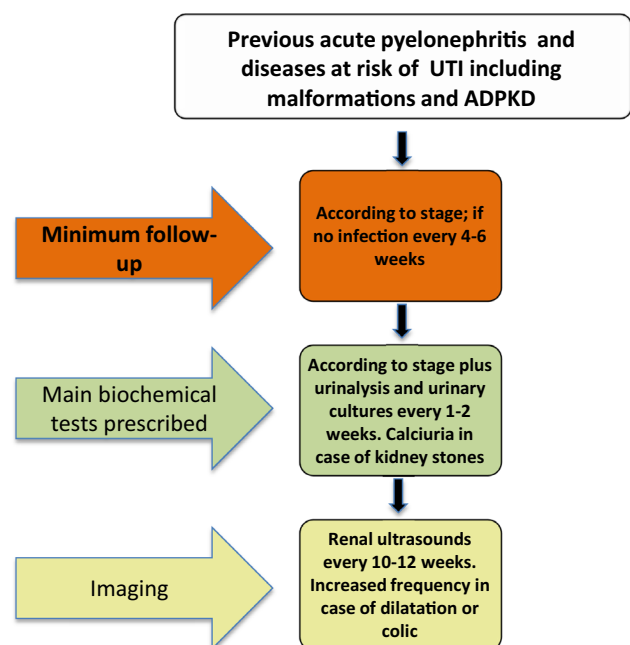 Previous acute pyelonephritis and
diseases at risk of UTI including
malformations and ADPKD
Minimum follow-
up
According to stage; if
no infection every 4-6
weeks
Main biochemical
tests prescribed
According to stage plus
urinalysis and urinary
cultures every 1-2
weeks. Calciuria in
case of kidney stones
Imaging
Renal ultrasounds
every 10-12 weeks.
Increased frequency in
case of dilatation or
colic